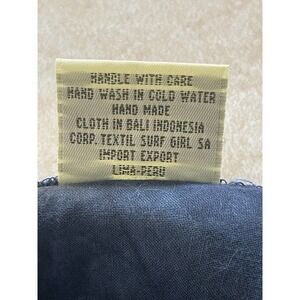 HANDLE WITH CARE
HAND WASH IN COLD WATER
HAND MADE
CLOTH IN BALI INDONESIA
CORP. TEXTIL SURF GIRL SA
IMPORT EXPORT
LIMA-PERU